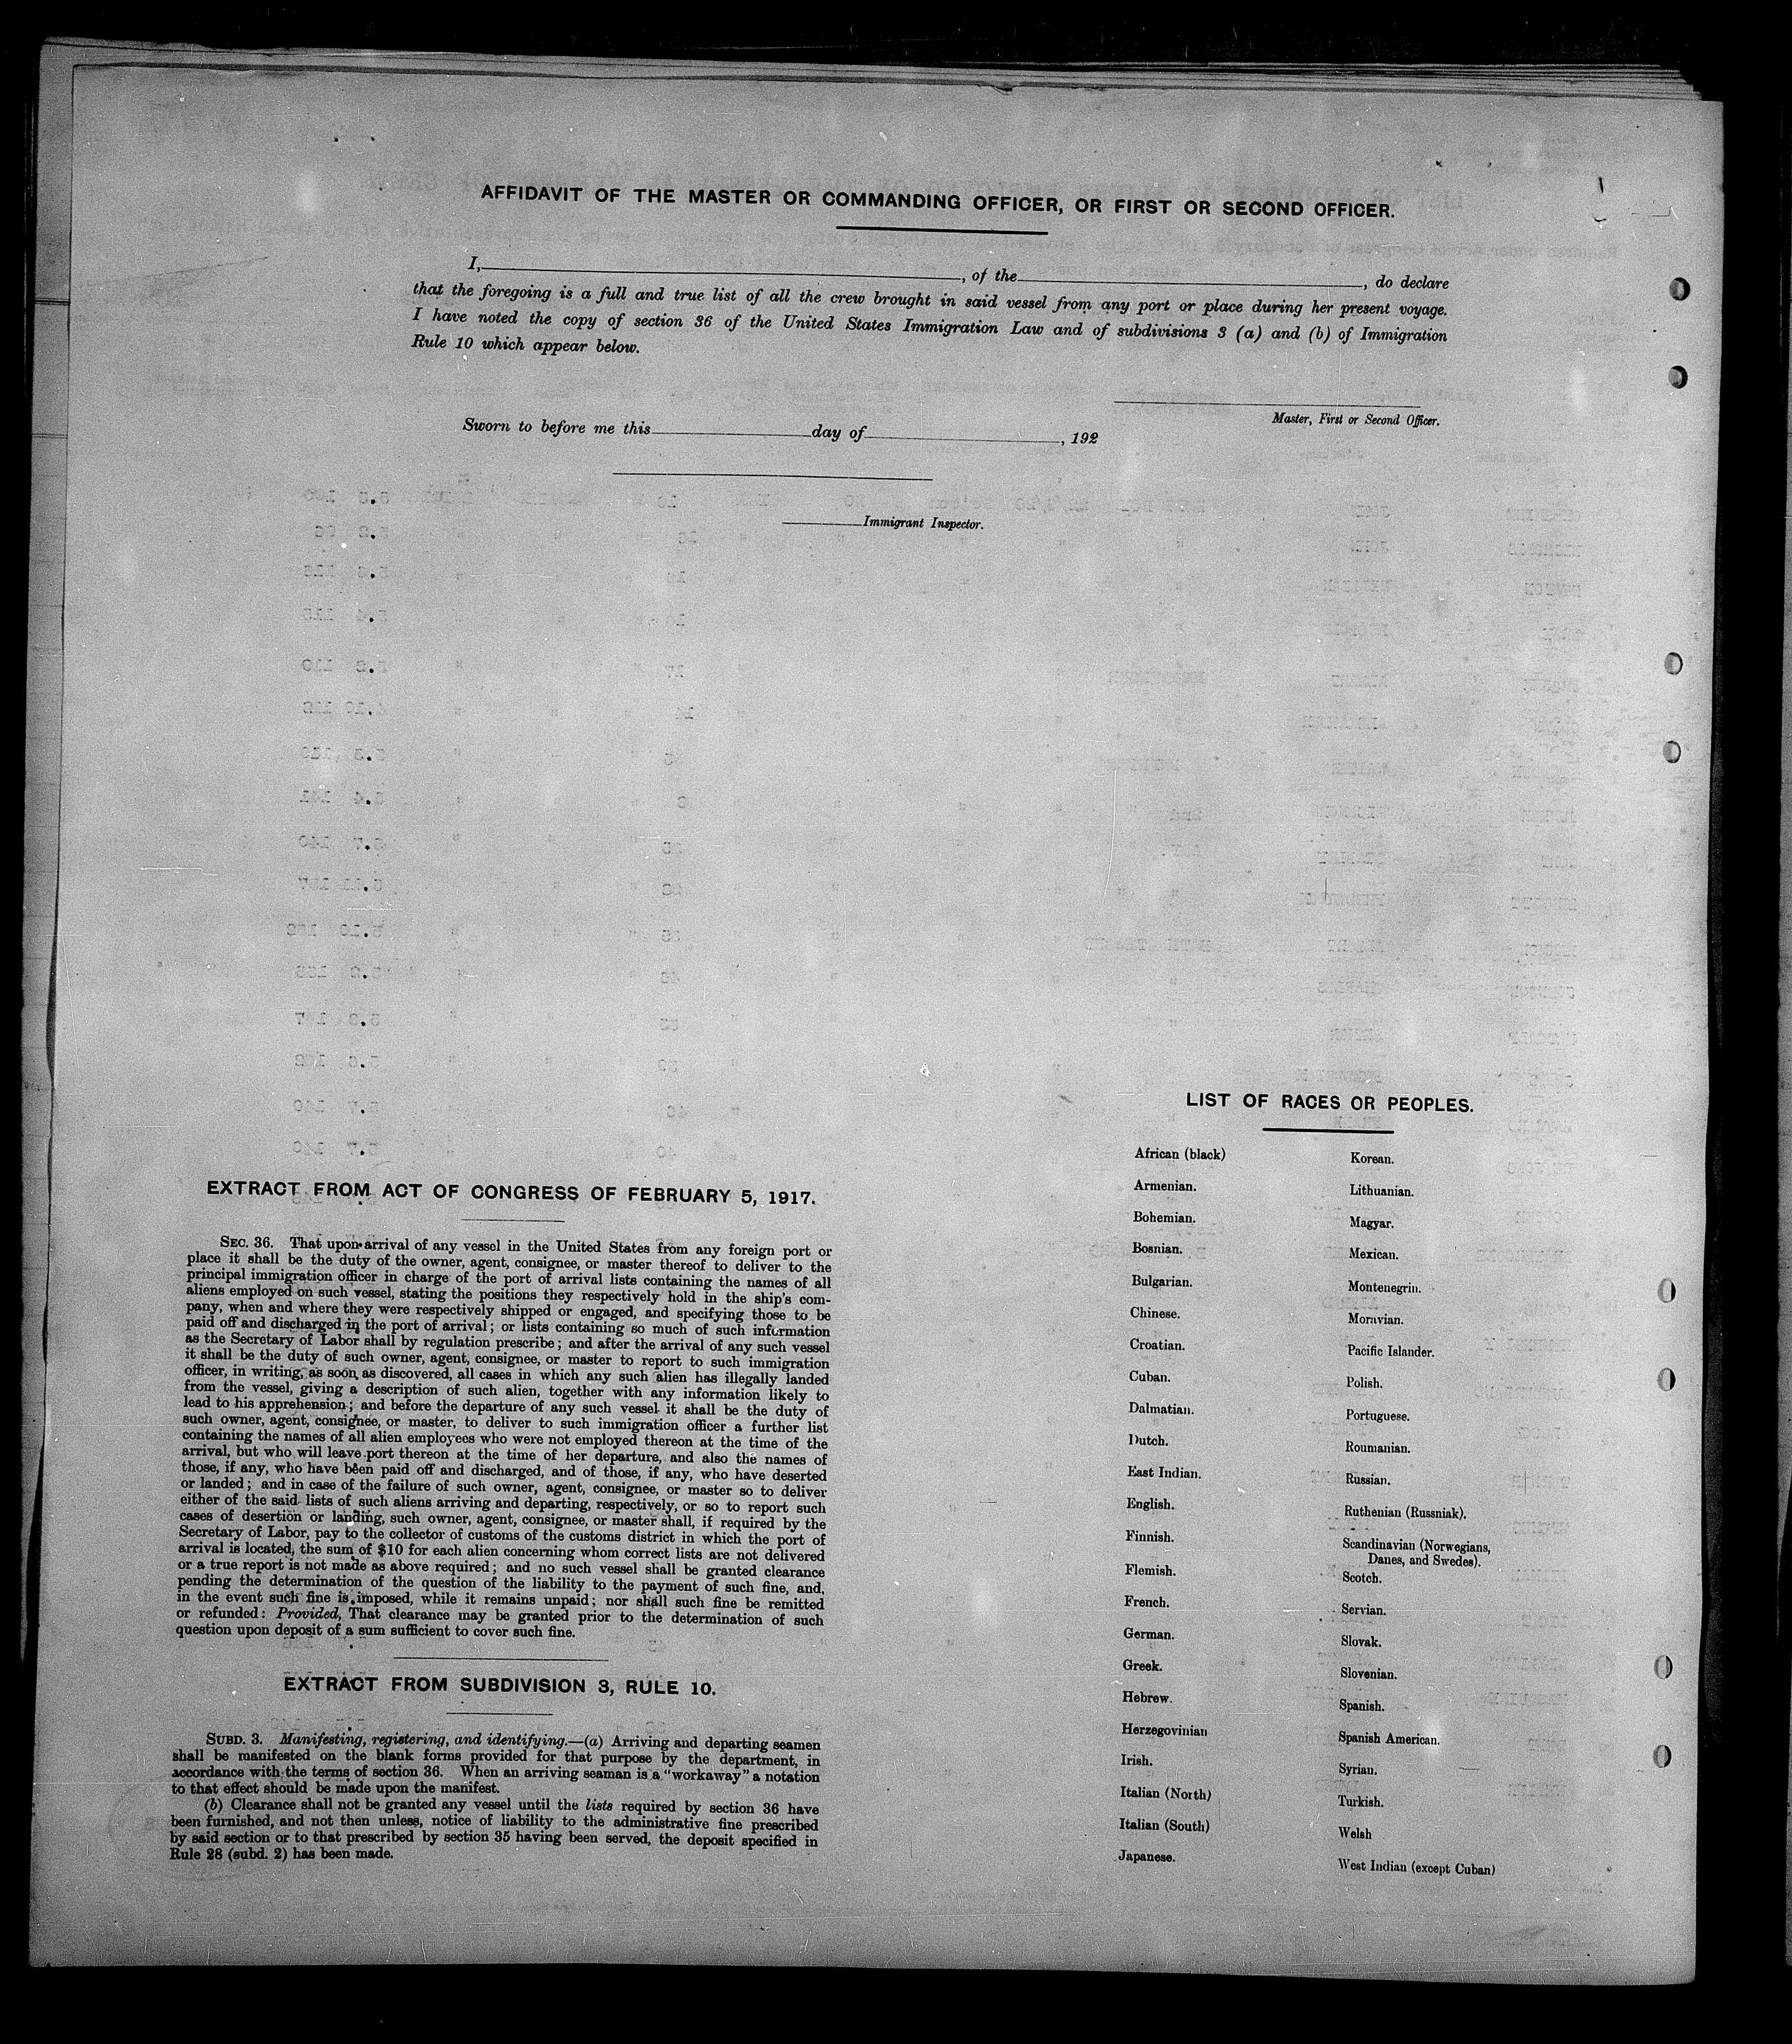 AFFIDAVIT OF THE MASTER OR COMMANDING OFFICER, OR FIRST OR SECOND OFFICER.
I, , of the , do declare
that the foregoing is a full and true list of all the crew brought in said vessel from any port or place during her present voyage.
I have noted the copy of section 36 of the United States Immigration Law and of subdivisions 3 (a) and (b) of Immigration
Rule 10 which appear below.
Master, First or Second Officer.
Sworn to before me this day of , 192
Immigrant Inspector.
EXTRACT FROM ACT OF CONGRESS OF FEBRUARY 5, 1917.
SEC. 36. That upon arrival of any vessel in the United States from any foreign port or
place it shall be the duty of the owner, agent, consignee, or master thereof to deliver to the
principal immigration officer in charge of the port of arrival lists containing the names of all
aliens employed on such vessel, stating the positions they respectively hold in the ship's com-
pany, when and where they were respectively shipped or engaged, and specifying those to be
paid off and discharged in the port of arrival; or lists containing so much of such information
as the Secretary of Labor shall by regulation prescribe; and after the arrival of any such vessel
it shall be the duty of such owner, agent, consignee, or master to report to such immigration
officer, in writing, as soon as discovered, all cases in which any such alien has illegally landed
from the vessel, giving a description of such alien, together with any information likely to
lead to his apprehension; and before the departure of any such vessel it shall be the duty of
such owner, agent, consignee, or master, to deliver to such immigration officer a further list
containing the names of all alien employees who were not employed thereon at the time of the
arrival, but who will leave port thereon at the time of her departure, and also the names of
those, if any, who have been paid off and discharged, and of those, if any, who have deserted
or landed; and in case of the failure of such owner, agent, consignee, or master so to deliver
either of the said lists of such aliens arriving and departing, respectively, or so to report such
cases of desertion or landing, such owner, agent, consignee, or master shall, if required by the
Secretary of Labor, pay to the collector of customs of the customs district in which the port of
arrival is located, the sum of $10 for each alien concerning whom correct lists are not delivered
or a true report is not made as above required; and no such vessel shall be granted clearance
pending the determination of the question of the liability to the payment of such fine, and,
in the event such fine is imposed, while it remains unpaid; nor shall such fine be remitted
or refunded: Provided, That clearance may be granted prior to the determination of such
question upon deposit of a sum sufficient to cover such fine.
EXTRACT FROM SUBDIVISION 3, RULE 10.
SUBD. 3. Manifesting, registering, and identifying.—(a) Arriving and departing seamen
shall be manifested on the blank forms provided for that purpose by the department, in
accordance with the terms of section 36. When an arriving seaman is a "workaway" a notation
to that effect should be made upon the manifest.
(b) Clearance shall not be granted any vessel until the lists required by section 36 have
been furnished, and not then unless, notice of liability to the administrative fine prescribed
by said section or to that prescribed by section 35 having been served, the deposit specified in
Rule 28 (subd. 2) has been made.
LIST OF RACES OR PEOPLES.
African (black)
Armenian.
Bohemian.
Bosnian.
Bulgarian.
Chinese.
Croatian.
Cuban.
Dalmatian.
Dutch.
East Indian.
English.
Finnish.
Flemish.
French.
German.
Greek.
Hebrew.
Herzegovinian
Irish.
Italian (North)
Italian (South)
Japanese.
Korean.
Lithuanian.
Magyar.
Mexican.
Montenegrin.
Moravian.
Pacific Islander.
Polish.
Portuguese.
Roumanian.
Russian.
Ruthenian (Russniak).
Scandinavian (Norwegians,
Danes, and Swedes).
Scotch.
Servian.
Slovak.
Slovenian.
Spanish.
Spanish American.
Syrian.
Turkish.
Welsh
West Indian (except Cuban)